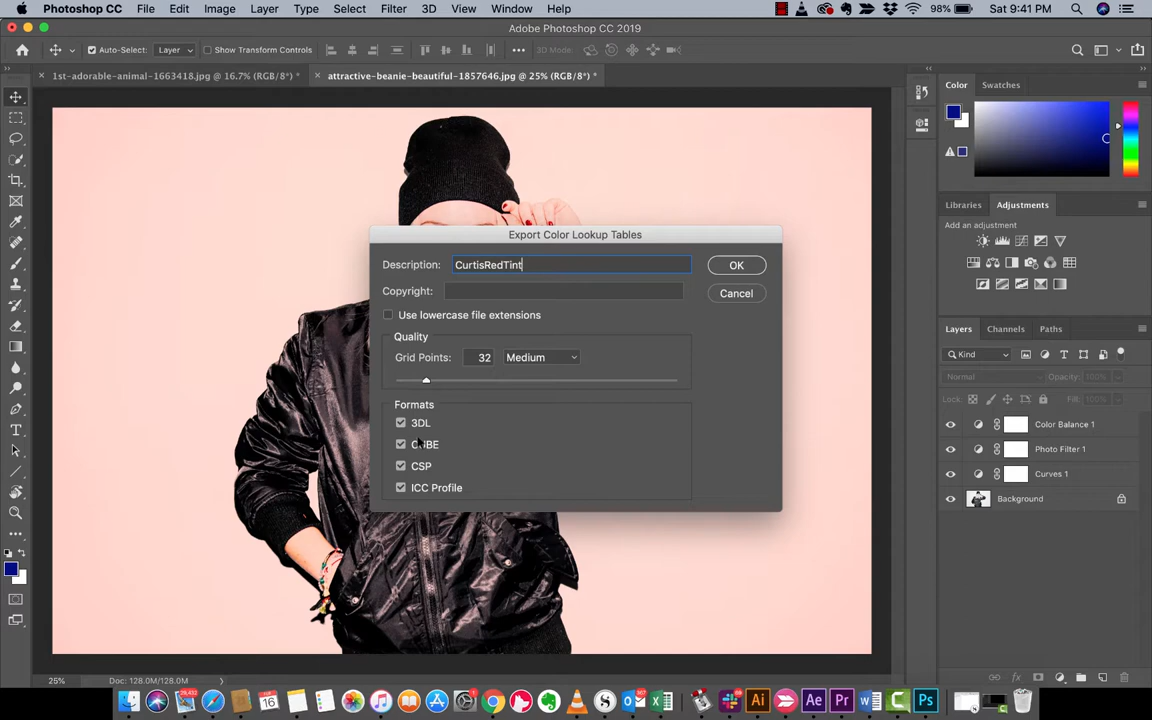 Photoshop CC File Edit Image Layer Type Select Filter 3D View Window Help 98% Sat 9:41 PM
Adobe Photoshop CC 2019
Auto-Select: Layer Show Transform Controls 3D Mode:
1st-adorable-animal-1663418.jpg @ 16.7% (RGB/8*) * attractive-beanie-beautiful-1857646.jpg @ 25% (RGB/8*) *
Color Swatches
Libraries Adjustments
Add an adjustment
Export Color Lookup Tables
Description: CurtisRedTint OK
Copyright: Cancel
Use lowercase file extensions
Quality
Grid Points: 32 Medium
Formats
3DL
CUBE
CSP
ICC Profile
Layers Channels Paths
Kind
Normal Opacity: 100%
Lock: Fill: 100%
Color Balance 1
Photo Filter 1
Curves 1
Background
25% Doc: 128.0M/128.0M